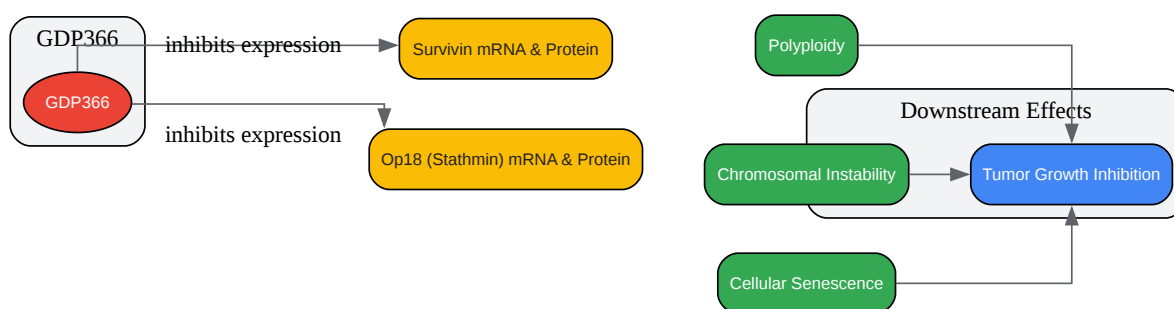 GDP366
GDP366
inhibits expression
Survivin mRNA & Protein
inhibits expression
Op18 (Stathmin) mRNA & Protein
Polyploidy
Downstream Effects
Chromosomal Instability
Tumor Growth Inhibition
Cellular Senescence